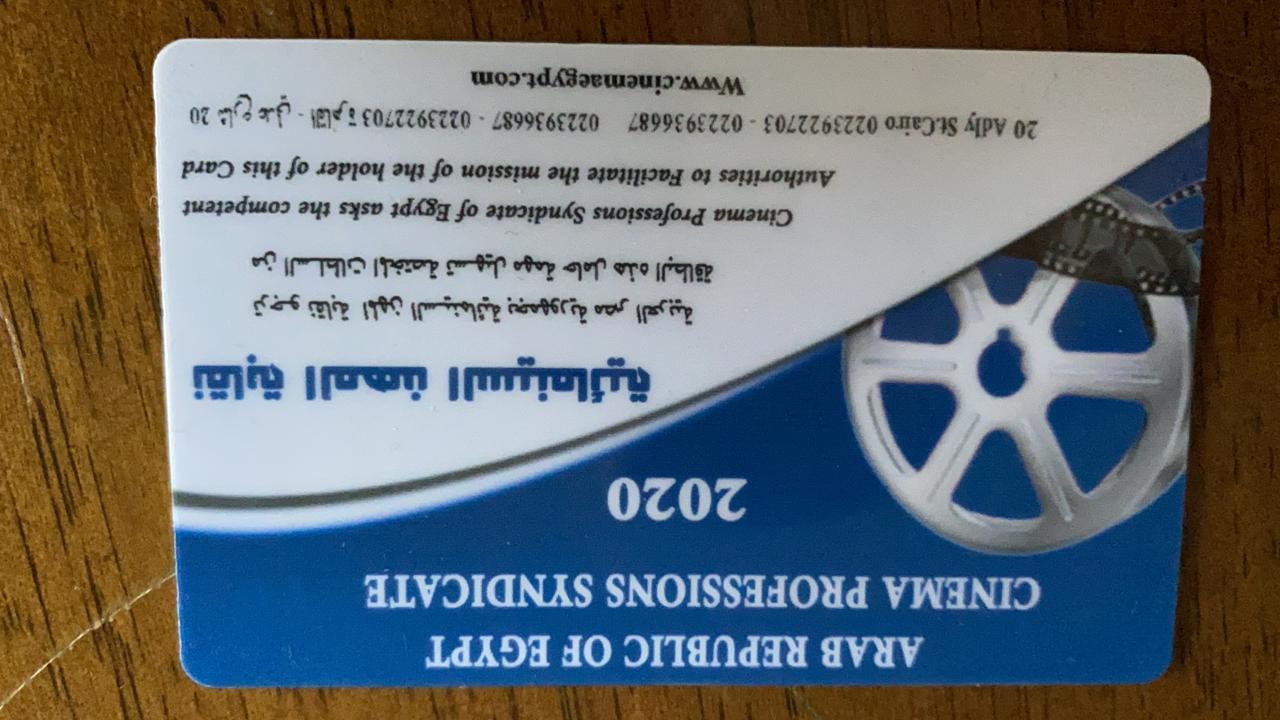 ARAB REPUBLIC OF EGYPT
CINEMA PROFESSIONS SYNDICATE
2020
نقابة المهن السينمائية
ترجو نقابة المهن السينمائية بجمهورية مصر العربية
من السلطات المختصة تسهيل مهمة حامل هذه البطاقة
Cinema Professions Syndicate of Egypt asks the competent
Authorities to Facilitate the mission of the holder of this Card
20 Adly St.Cairo 0223922703 - 0223936687 20 شارع عدلي - القاهرة 0223922703 - 0223936687
Www.cinemaegypt.com